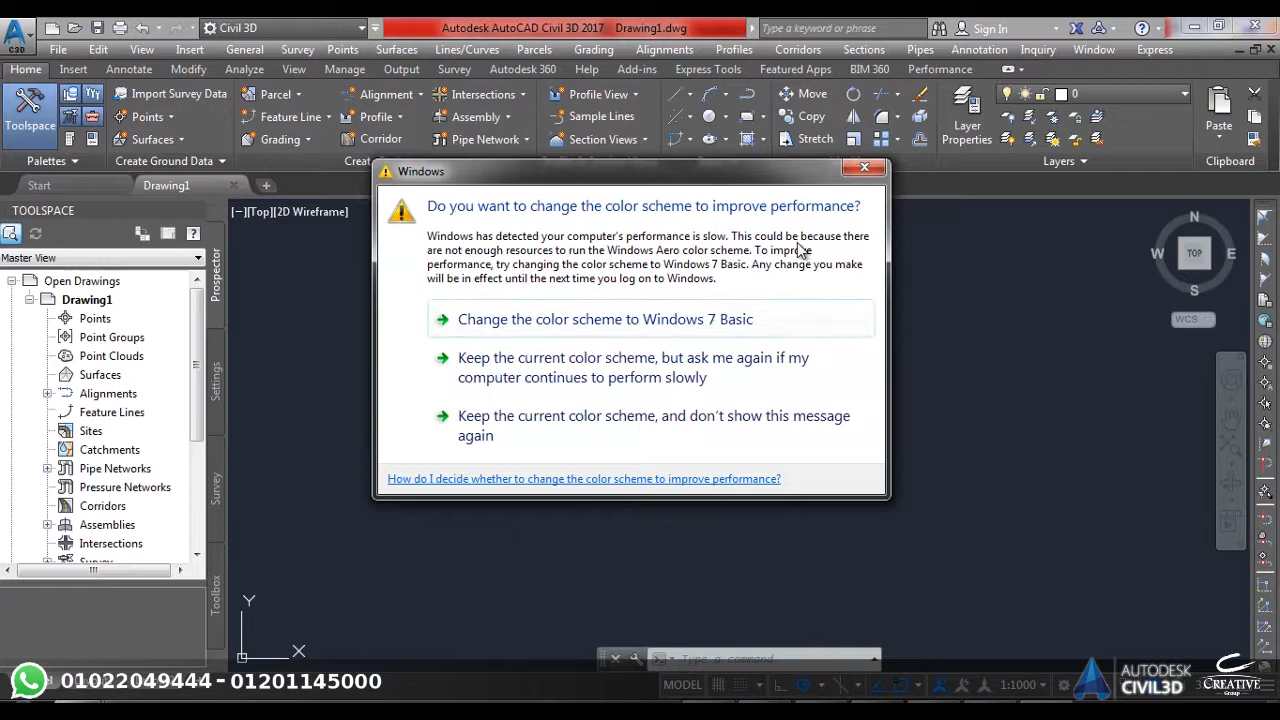 Civil 3D
Autodesk AutoCAD Civil 3D 2017 Drawing1.dwg
Type a keyword or phrase
Sign In
C3D
File Edit View Insert General Survey Points Surfaces Lines/Curves Parcels Grading Alignments Profiles Corridors Sections Pipes Annotation Inquiry Window Express
Home Insert Annotate Modify Analyze View Manage Output Survey Autodesk 360 Help Add-ins Express Tools Featured Apps BIM 360 Performance
Toolspace
Import Survey Data
Points
Surfaces
Parcel
Feature Line
Grading
Alignment
Profile
Corridor
Intersections
Assembly
Pipe Network
Profile View
Sample Lines
Section Views
Move
Copy
Stretch
Layer
Properties
0
Paste
Palettes
Create Ground Data
Layers
Clipboard
Start
Drawing1
TOOLSPACE
Master View
Open Drawings
Drawing1
Points
Point Groups
Point Clouds
Surfaces
Alignments
Feature Lines
Sites
Catchments
Pipe Networks
Pressure Networks
Corridors
Assemblies
Intersections
Survey
Prospector
Settings
Survey
Toolbox
[−][Top][2D Wireframe]
N
W
TOP
E
S
WCS
Windows
Do you want to change the color scheme to improve performance?
Windows has detected your computer's performance is slow. This could be because there
are not enough resources to run the Windows Aero color scheme. To improve
performance, try changing the color scheme to Windows 7 Basic. Any change you make
will be in effect until the next time you log on to Windows.
Change the color scheme to Windows 7 Basic
Keep the current color scheme, but ask me again if my
computer continues to perform slowly
Keep the current color scheme, and don't show this message
again
How do I decide whether to change the color scheme to improve performance?
Y
X
Type a command
MODEL
1:1000
01022049444 - 01201145000
AUTODESK
CIVIL3D
CREATIVE
Group